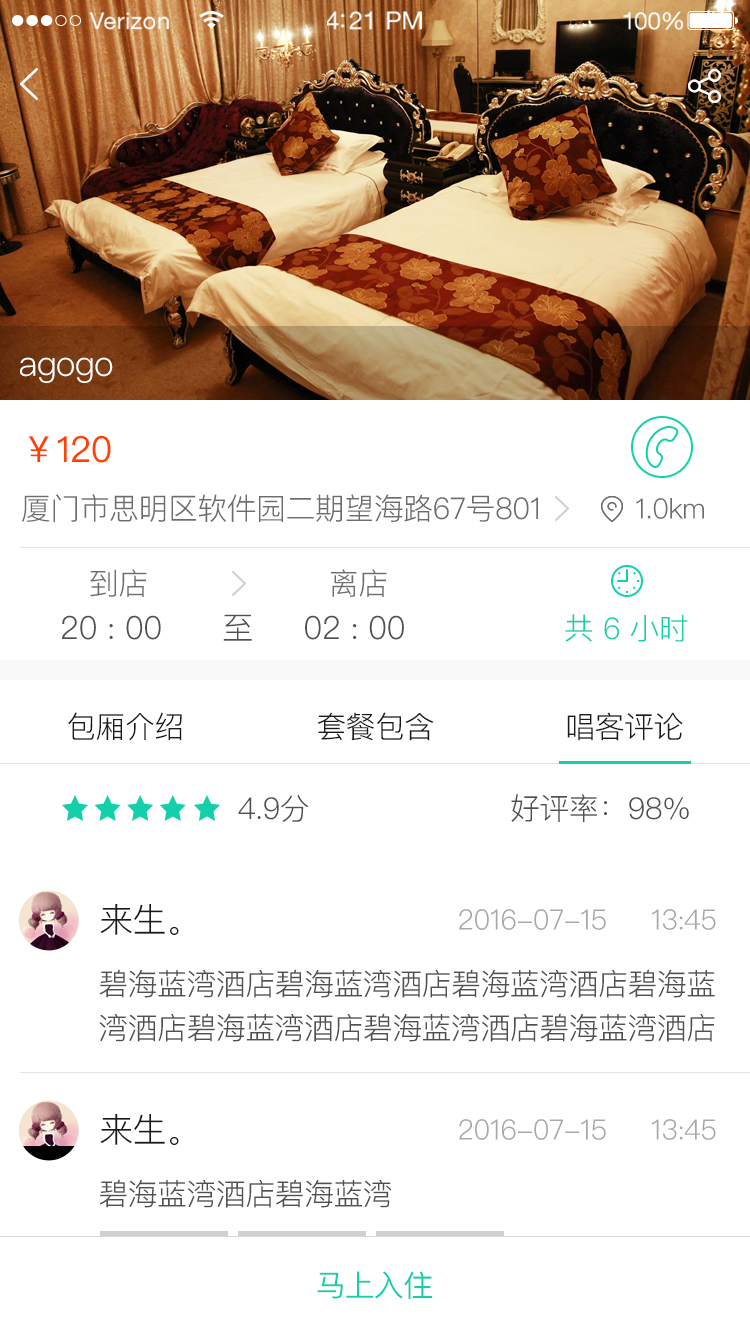 Verizon 4:21 PM 100%
agogo
￥120
厦门市思明区软件园二期望海路67号801 1.0km
到店 离店
20 : 00 至 02 : 00 共 6 小时
包厢介绍 套餐包含 唱客评论
4.9分 好评率：98%
来生。 2016-07-15 13:45
碧海蓝湾酒店碧海蓝湾酒店碧海蓝湾酒店碧海蓝
湾酒店碧海蓝湾酒店碧海蓝湾酒店碧海蓝湾酒店
来生。 2016-07-15 13:45
碧海蓝湾酒店碧海蓝湾
马上入住